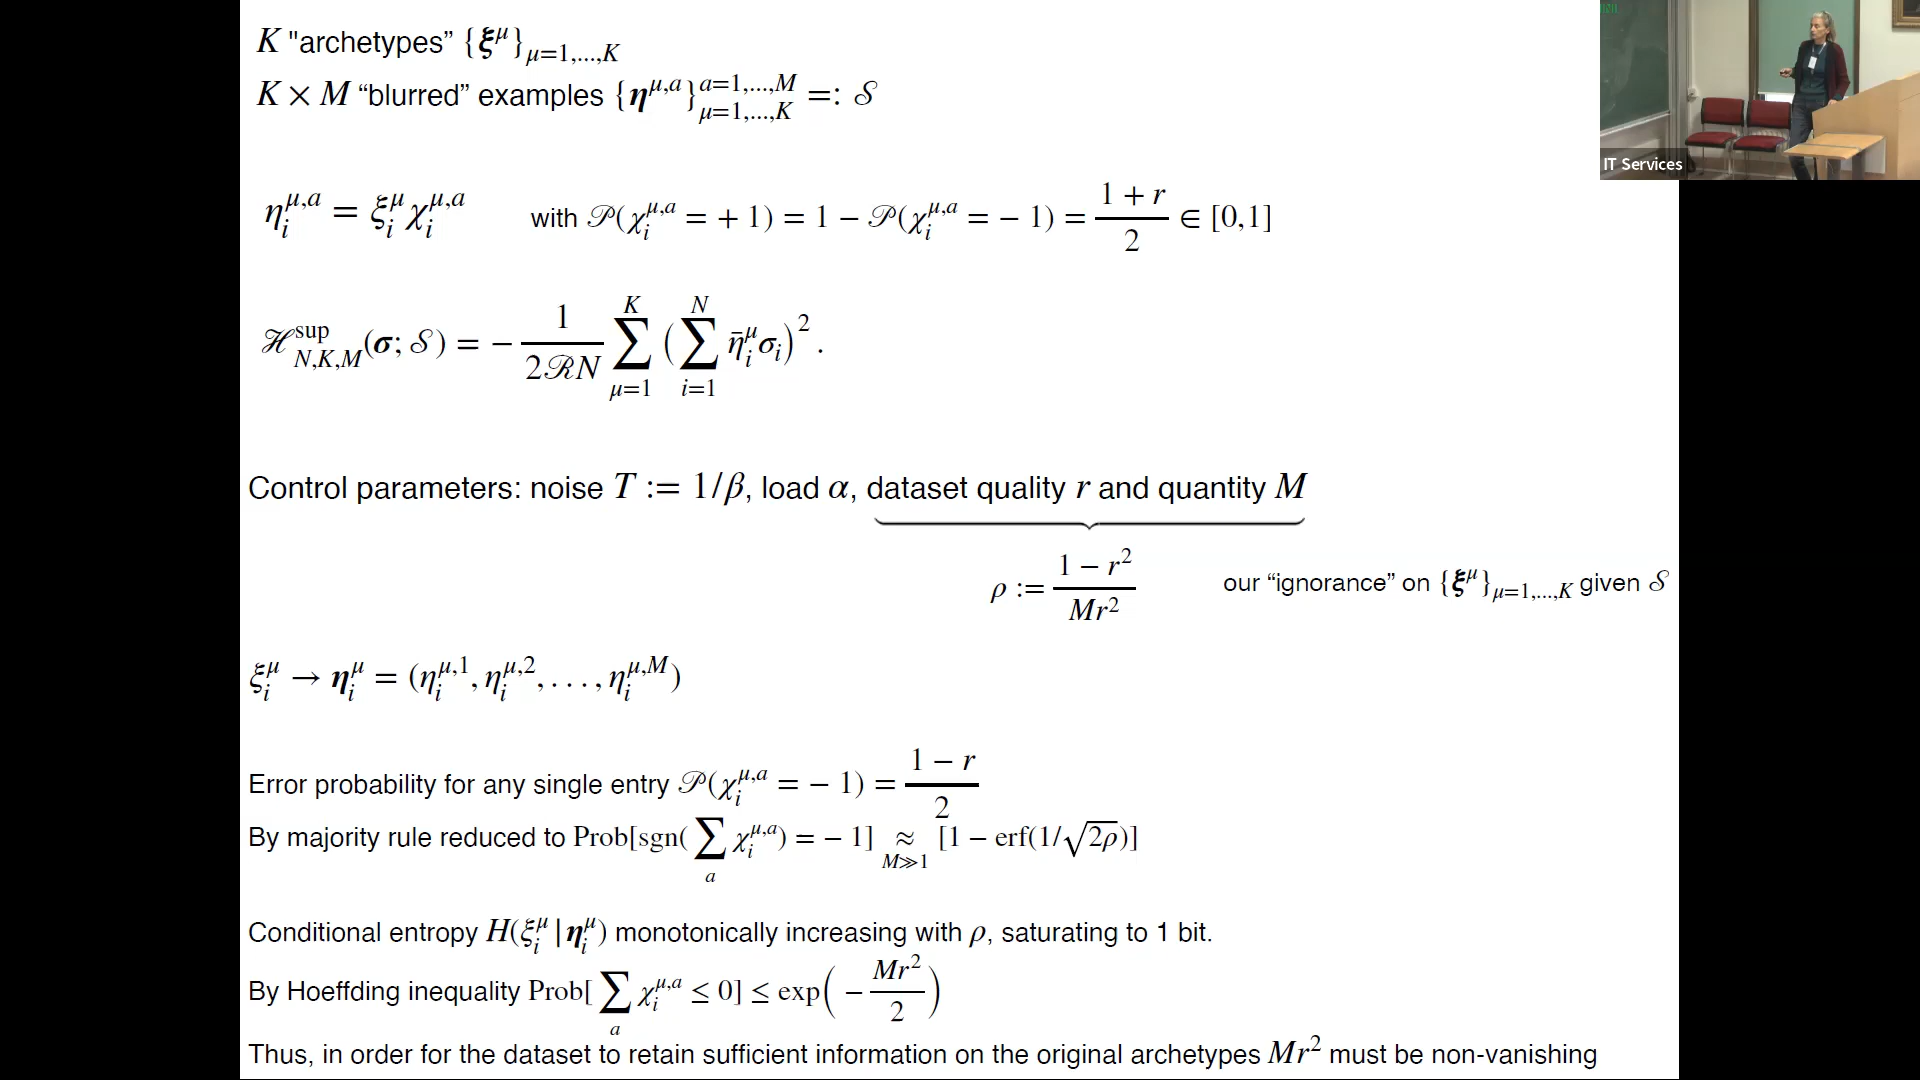 K "archetypes" {ξ^μ}_{μ=1,...,K}
K × M “blurred” examples {η^{μ,a}}^{a=1,...,M}_{μ=1,...,K} =: 𝒮
η_i^{μ,a} = ξ_i^μ χ_i^{μ,a} with 𝒫(χ_i^{μ,a} = + 1) = 1 − 𝒫(χ_i^{μ,a} = − 1) = \frac{1 + r}{2} ∈ [0,1]
ℋ^{sup}_{N,K,M}(σ; 𝒮) = − \frac{1}{2ℛN} ∑_{μ=1}^{K} (∑_{i=1}^{N} η̄_i^μ σ_i)^2 .
Control parameters: noise T := 1/β, load α, dataset quality r and quantity M
ρ := \frac{1 − r^2}{Mr^2} our “ignorance” on {ξ^μ}_{μ=1,...,K} given 𝒮
ξ_i^μ → η_i^μ = (η_i^{μ,1}, η_i^{μ,2}, . . . , η_i^{μ,M})
Error probability for any single entry 𝒫(χ_i^{μ,a} = − 1) = \frac{1 − r}{2}
By majority rule reduced to Prob[sgn(∑_a χ_i^{μ,a}) = − 1] ≈_{M≫1} [1 − erf(1/√{2ρ})]
Conditional entropy H(ξ_i^μ | η_i^μ) monotonically increasing with ρ, saturating to 1 bit.
By Hoeffding inequality Prob[∑_a χ_i^{μ,a} ≤ 0] ≤ exp(− \frac{Mr^2}{2})
Thus, in order for the dataset to retain sufficient information on the original archetypes Mr^2 must be non-vanishing
IT Services